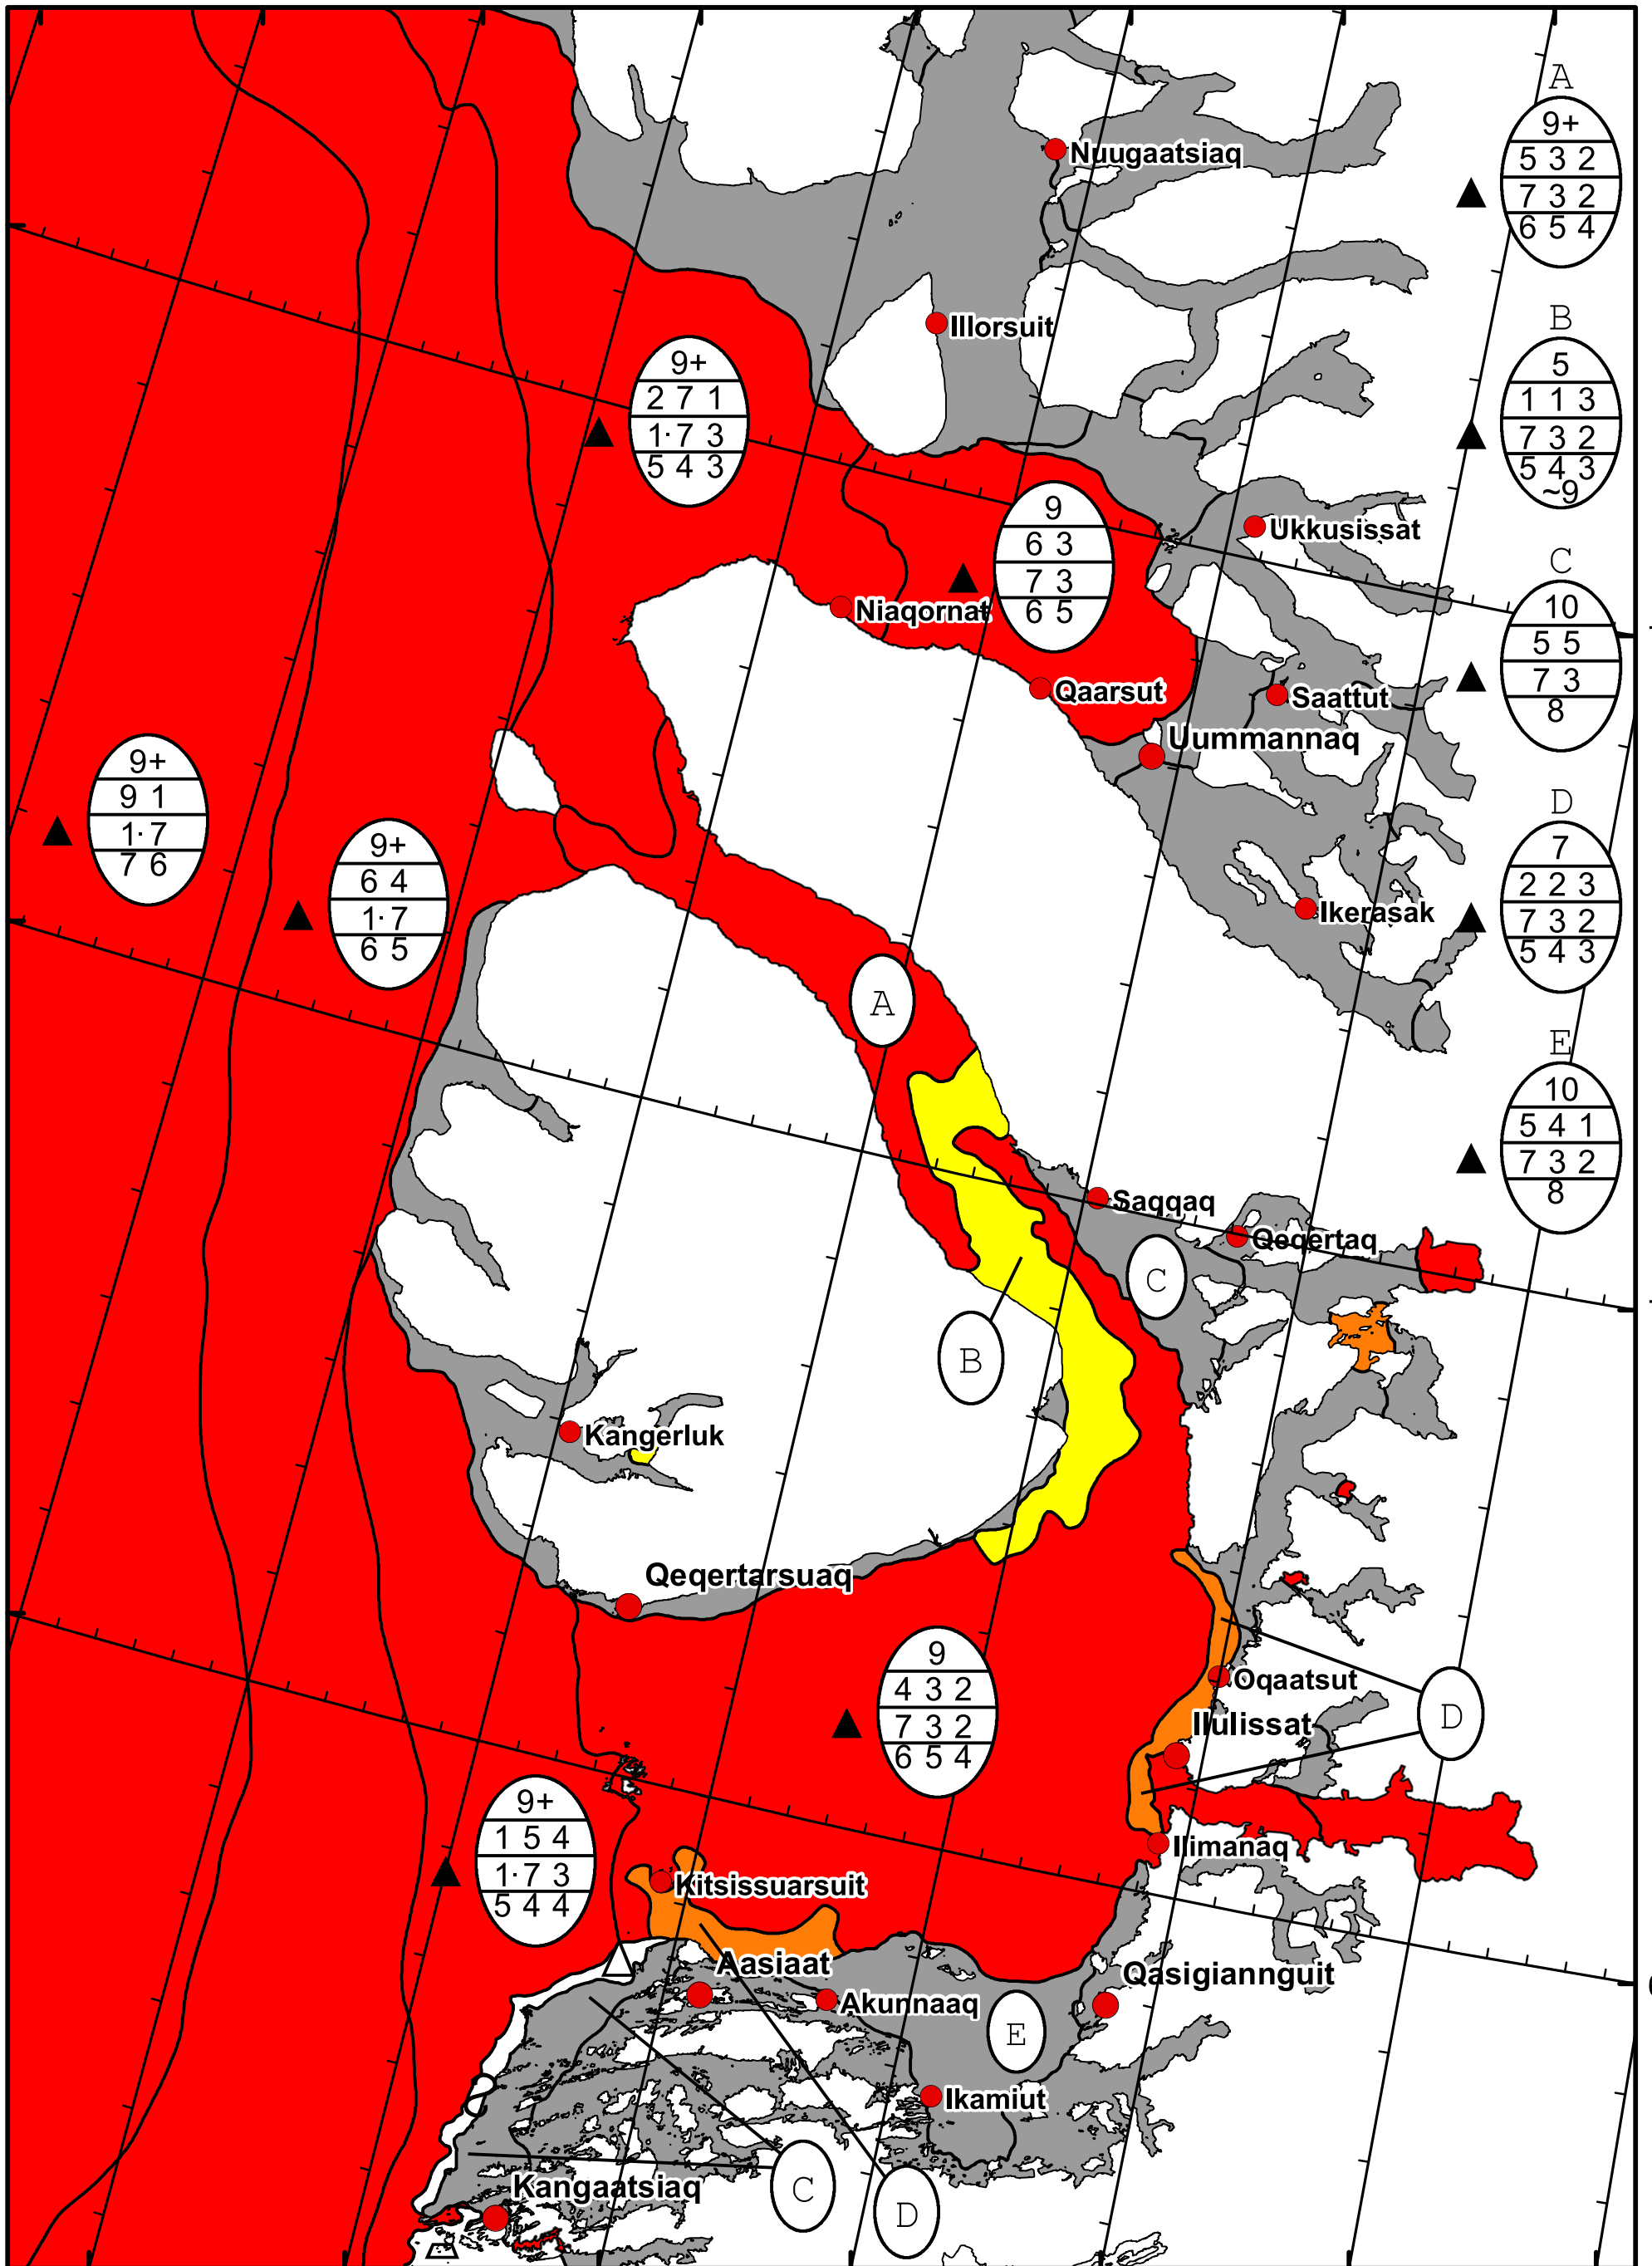 A
9+
5 3 2
7 3 2
6 5 4
Nuugaatsiaq
Illorsuit
B
5
1 1 3
7 3 2
5 4 3
~9
9+
2 7 1
1· 7 3
5 4 3
9
6 3
7 3
6 5
Ukkusissat
C
10
5 5
7 3
8
Niaqornat
Qaarsut
Saattut
Uummannaq
9+
9 1
1· 7
7 6
9+
6 4
1· 7
6 5
D
7
2 2 3
7 3 2
5 4 3
Ikerasak
A
E
10
5 4 1
7 3 2
8
Saqqaq
Qeqertaq
C
B
Kangerluk
Qeqertarsuaq
9
4 3 2
7 3 2
6 5 4
Oqaatsut
D
Ilulissat
9+
1 5 4
1· 7 3
5 4 4
Ilimanaq
Kitsissuarsuit
Aasiaat
Qasigiannguit
Akunnaaq
E
Ikamiut
C
D
Kangaatsiaq